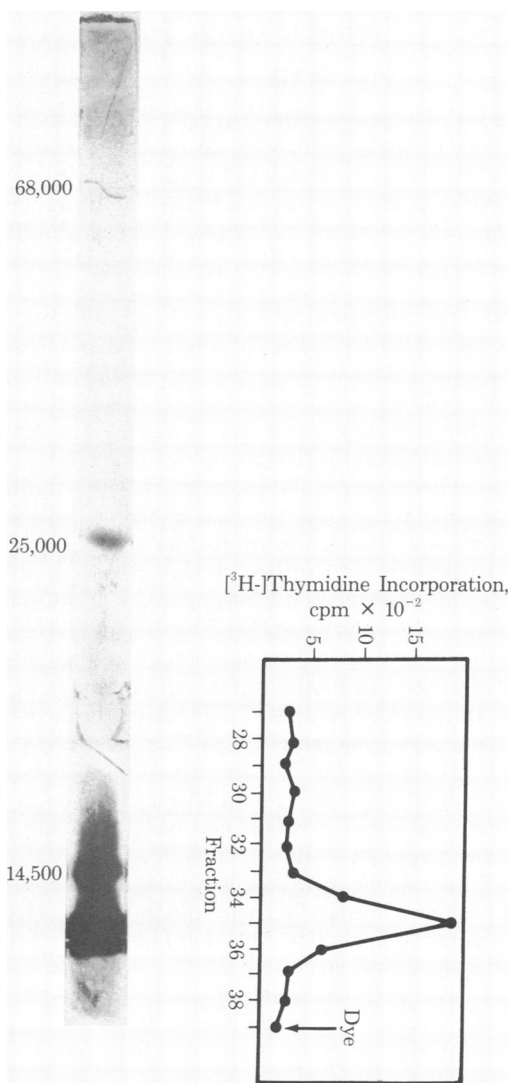 68,000
25,000
14,500
[³H-]Thymidine Incorporation,
cpm × 10⁻²
5 10 15
28
30
32
34
36
38
Fraction
Dye